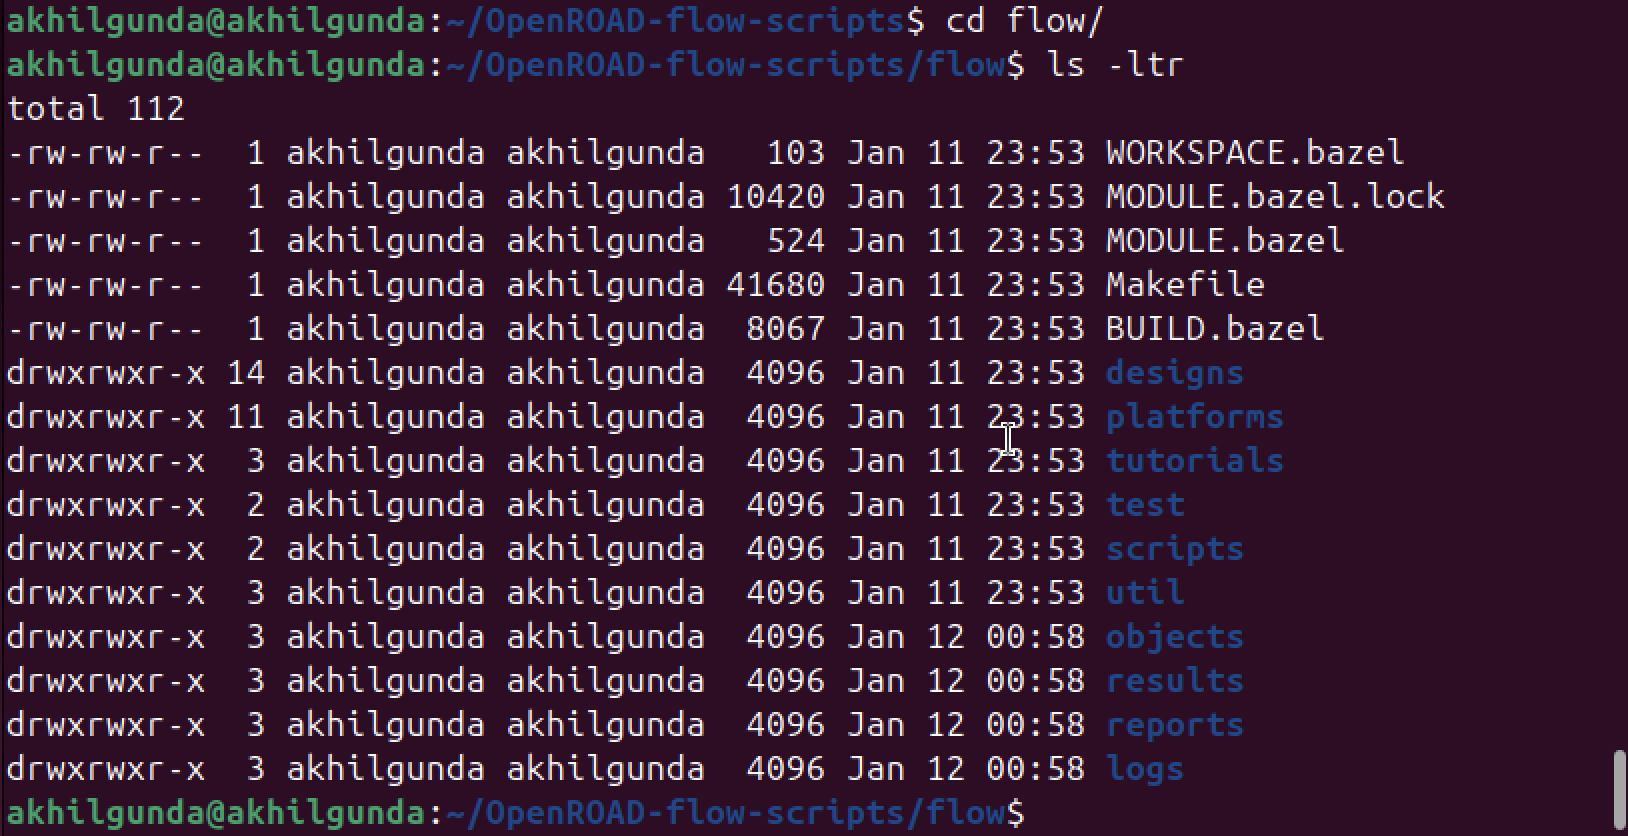 akhilgunda@akhilgunda:~/OpenROAD-flow-scripts$ cd flow/
akhilgunda@akhilgunda:~/OpenROAD-flow-scripts/flow$ ls -ltr
total 112
-rw-rw-r--  1 akhilgunda akhilgunda   103 Jan 11 23:53 WORKSPACE.bazel
-rw-rw-r--  1 akhilgunda akhilgunda 10420 Jan 11 23:53 MODULE.bazel.lock
-rw-rw-r--  1 akhilgunda akhilgunda   524 Jan 11 23:53 MODULE.bazel
-rw-rw-r--  1 akhilgunda akhilgunda 41680 Jan 11 23:53 Makefile
-rw-rw-r--  1 akhilgunda akhilgunda  8067 Jan 11 23:53 BUILD.bazel
drwxrwxr-x 14 akhilgunda akhilgunda  4096 Jan 11 23:53 designs
drwxrwxr-x 11 akhilgunda akhilgunda  4096 Jan 11 23:53 platforms
drwxrwxr-x  3 akhilgunda akhilgunda  4096 Jan 11 23:53 tutorials
drwxrwxr-x  2 akhilgunda akhilgunda  4096 Jan 11 23:53 test
drwxrwxr-x  2 akhilgunda akhilgunda  4096 Jan 11 23:53 scripts
drwxrwxr-x  3 akhilgunda akhilgunda  4096 Jan 11 23:53 util
drwxrwxr-x  3 akhilgunda akhilgunda  4096 Jan 12 00:58 objects
drwxrwxr-x  3 akhilgunda akhilgunda  4096 Jan 12 00:58 results
drwxrwxr-x  3 akhilgunda akhilgunda  4096 Jan 12 00:58 reports
drwxrwxr-x  3 akhilgunda akhilgunda  4096 Jan 12 00:58 logs
akhilgunda@akhilgunda:~/OpenROAD-flow-scripts/flow$